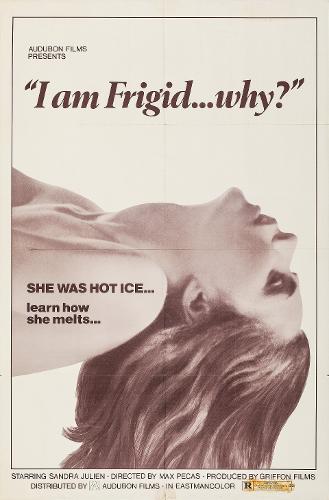 AUDUBON FILMS
PRESENTS
"I am Frigid...why?"
SHE WAS HOT ICE...
learn how
she melts...
STARRING SANDRA JULIEN - DIRECTED BY MAX PECAS - PRODUCED BY GRIFFON FILMS
DISTRIBUTED BY AUDUBON FILMS - IN EASTMANCOLOR
R